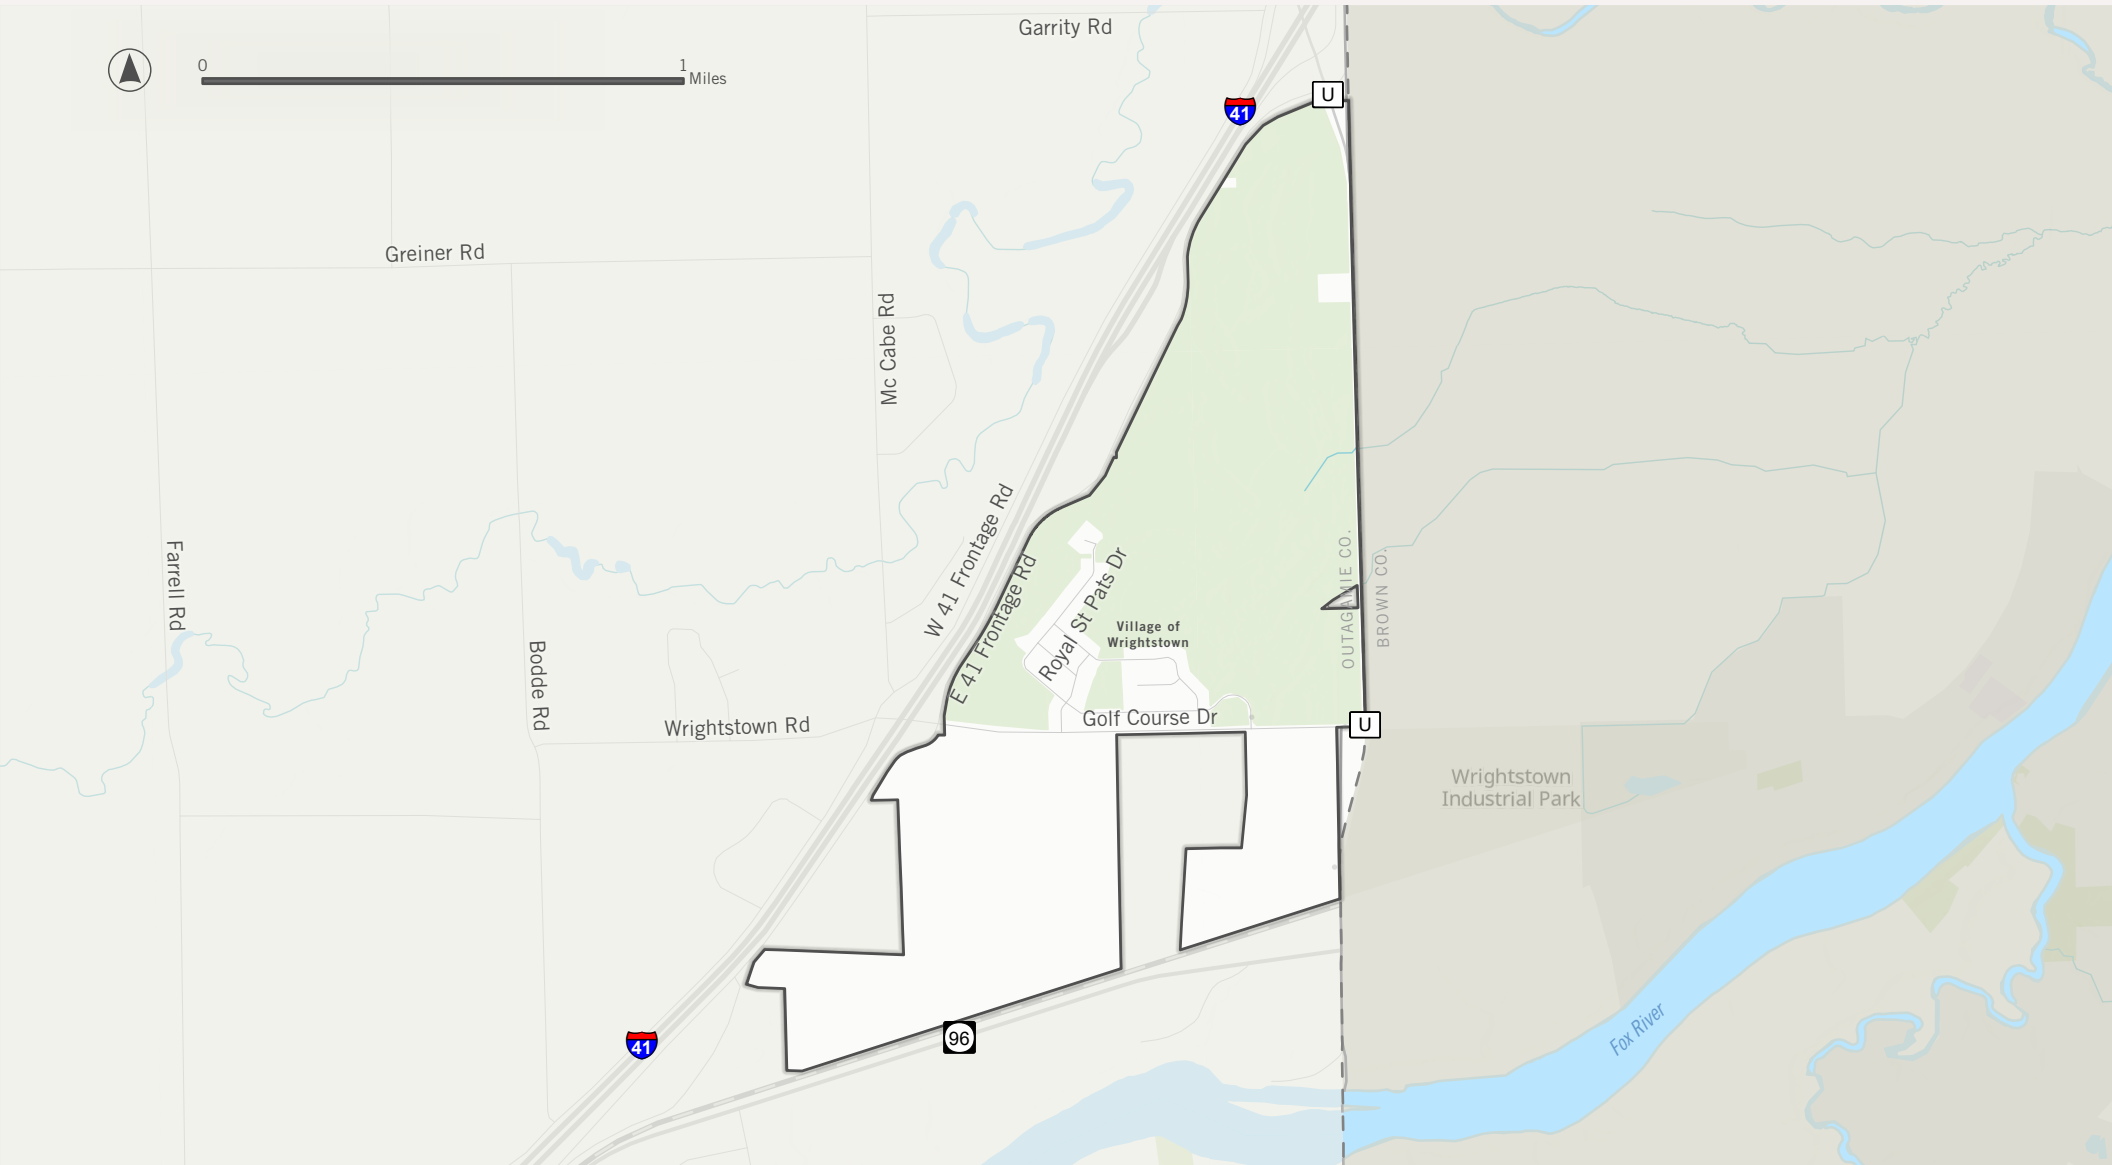 Garrity Rd
0
1
Miles
U
41
Greiner Rd
Mc Cabe Rd
W 41 Frontage Rd
E 41 Frontage Rd
Farrell Rd
Royal St Pats Dr
OUTAGAMIE CO.
BROWN CO.
Village of
Wrightstown
Bodde Rd
Wrightstown Rd
Golf Course Dr
U
Wrightstown
Industrial Park
Fox River
96
41